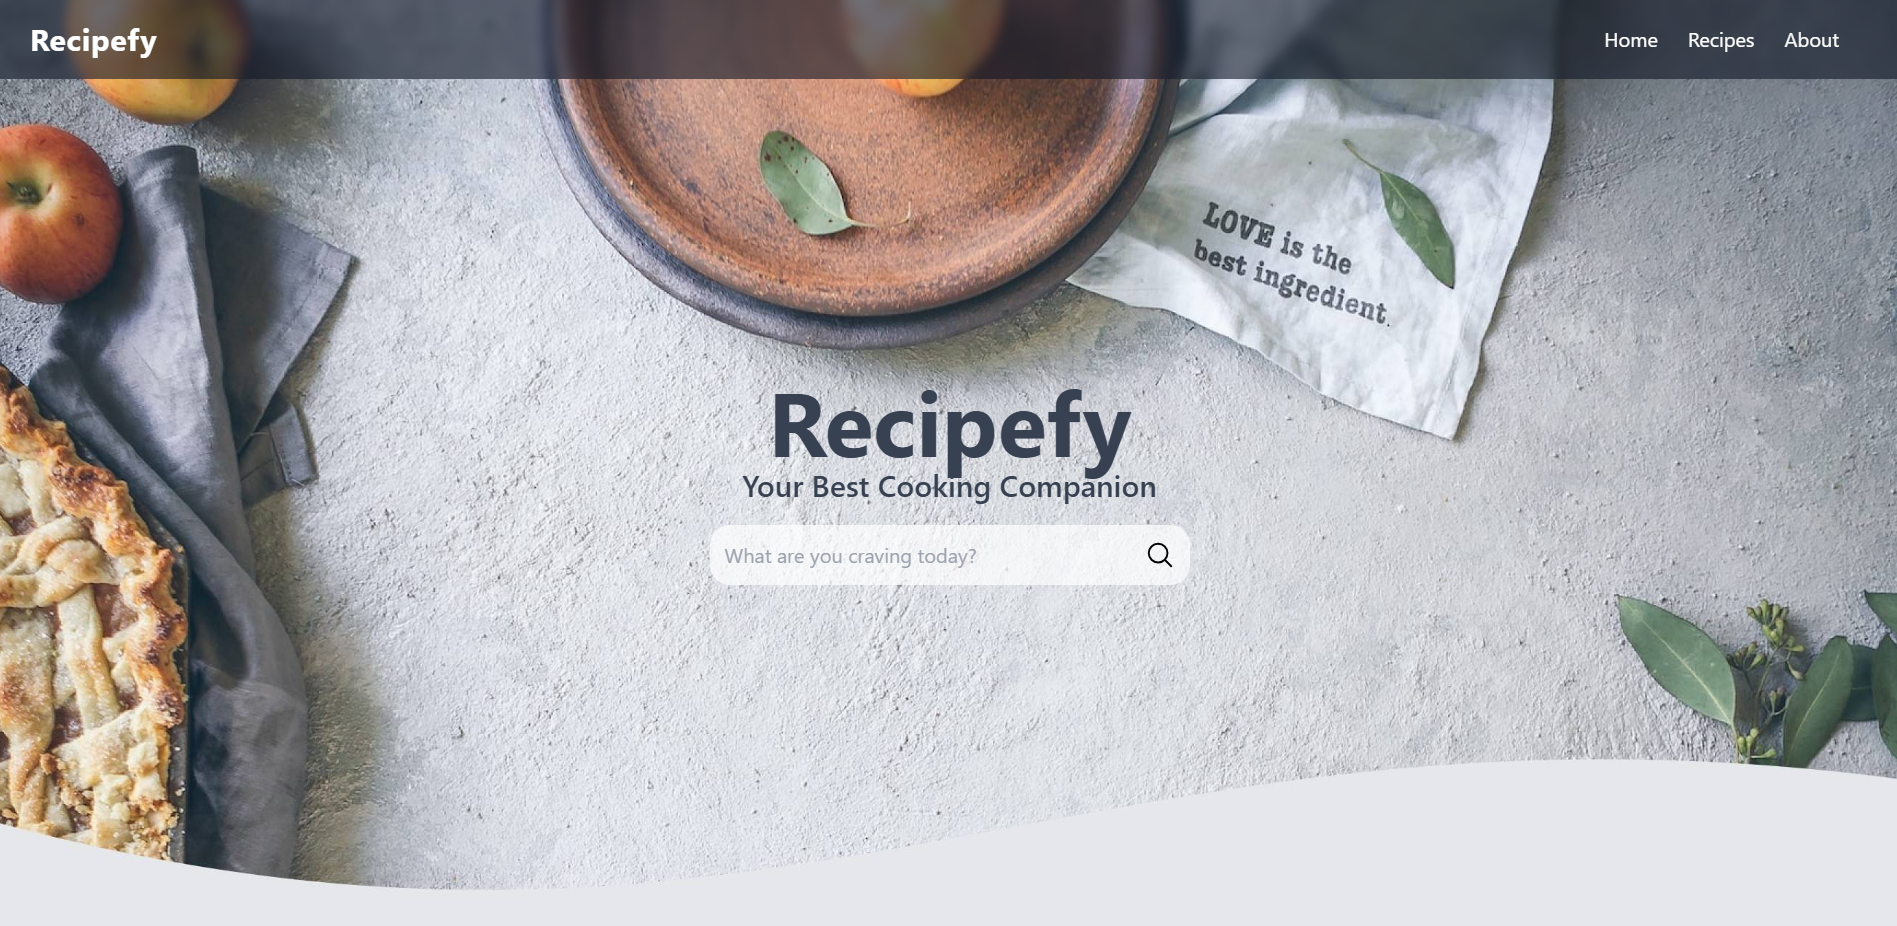 Recipefy
Home Recipes About
LOVE is the
best ingredient.
Recipefy
Your Best Cooking Companion
What are you craving today?